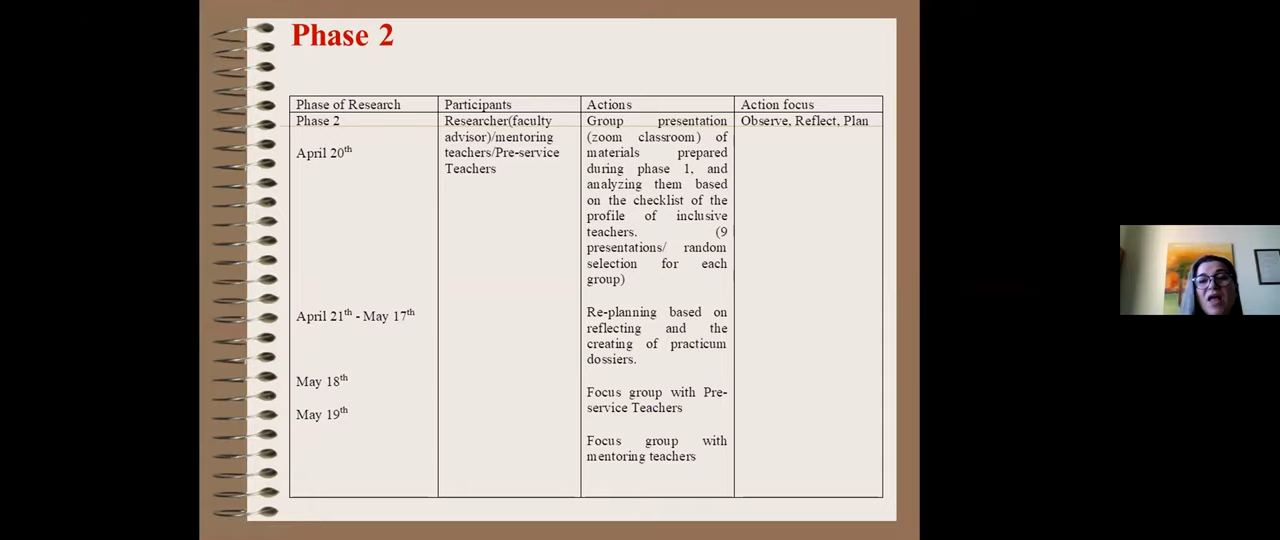 Phase 2
Phase of Research
Participants
Actions
Action focus
Phase 2
April 20th
April 21th - May 17th
May 18th
May 19th
Researcher(faculty
advisor)/mentoring
teachers/Pre-service
Teachers
Group presentation
(zoom classroom) of
materials prepared
during phase 1, and
analyzing them based
on the checklist of the
profile of inclusive
teachers. (9
presentations/ random
selection for each
group)
Re-planning based on
reflecting and the
creating of practicum
dossiers.
Focus group with Pre-
service Teachers
Focus group with
mentoring teachers
Observe, Reflect, Plan